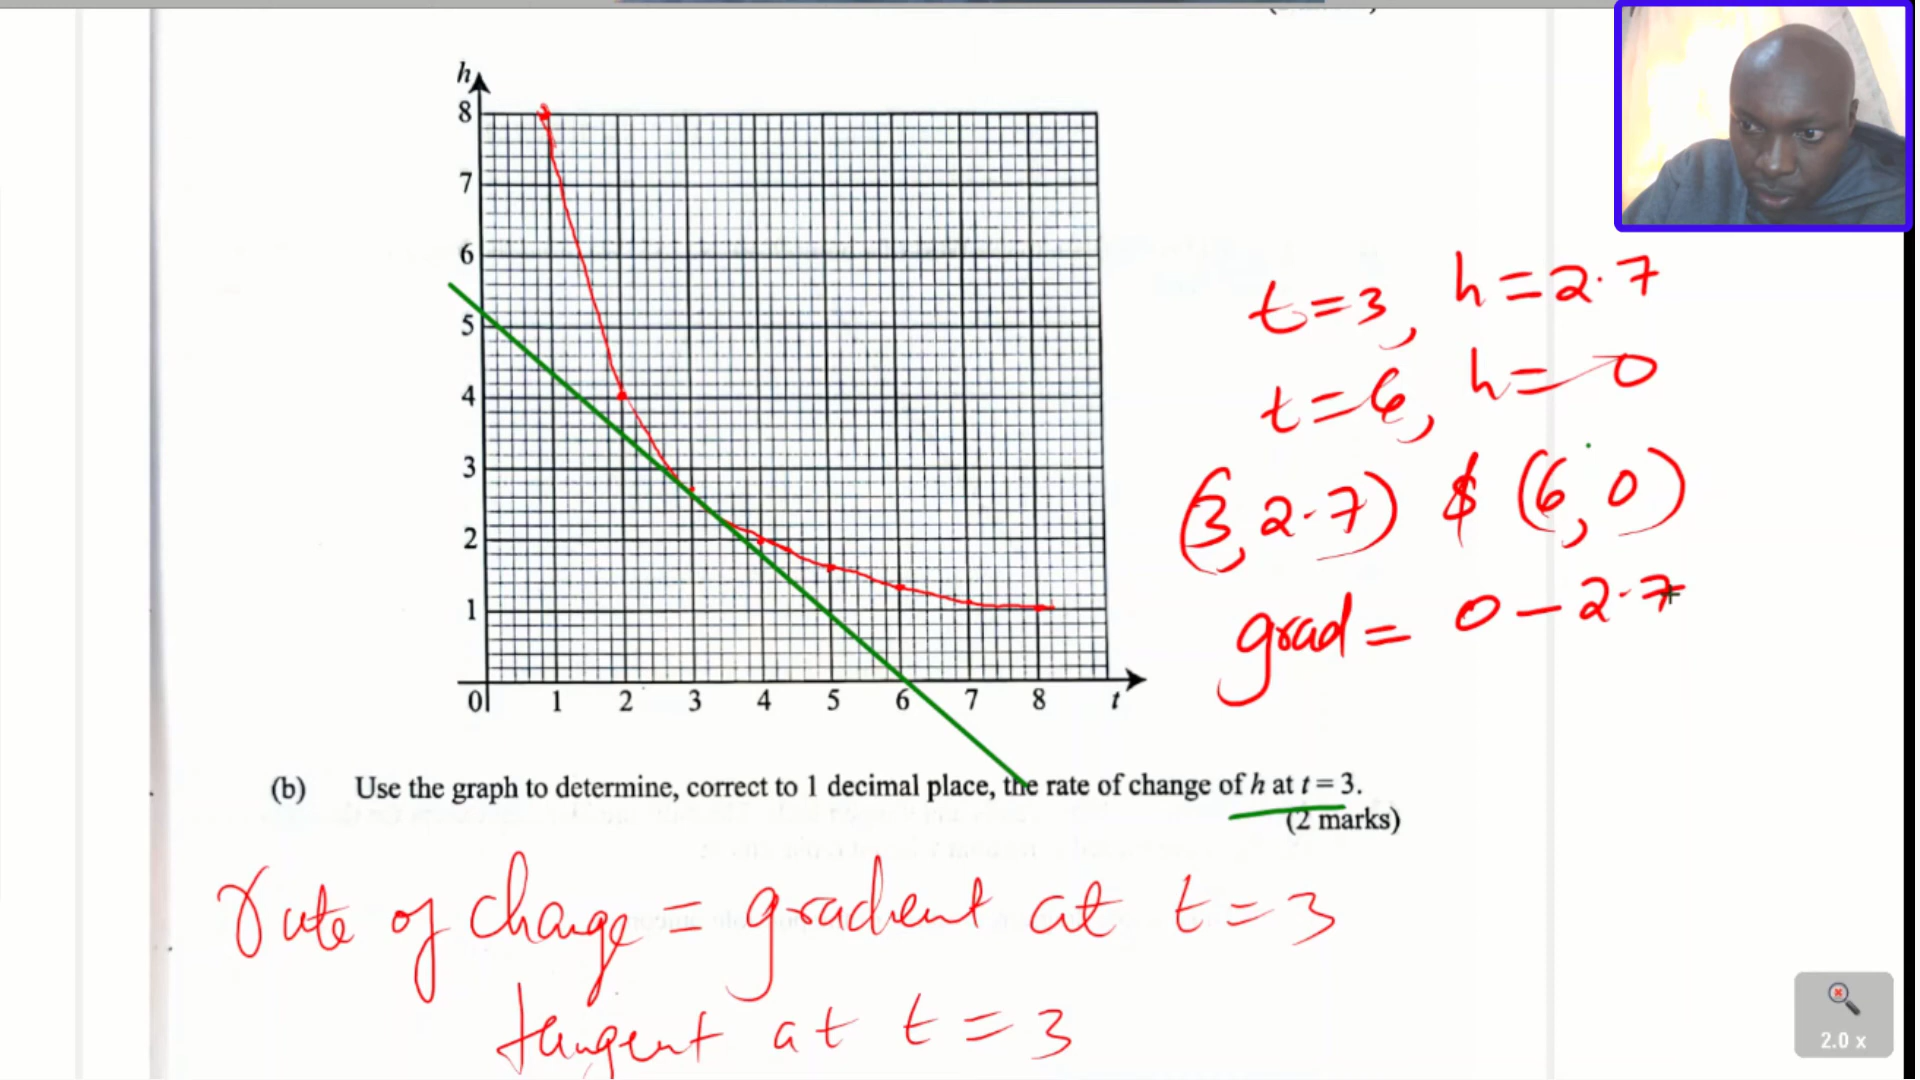 h
8
7
6
5
4
3
2
1
0 1 2 3 4 5 6 7 8 t
t=3, h=2.7
t=6, h=0
(3, 2.7) & (6, 0)
grad = 0 - 2.7
(b) Use the graph to determine, correct to 1 decimal place, the rate of change of h at t = 3.
(2 marks)
rate of change = gradient at t = 3
tangent at t = 3
2.0 x